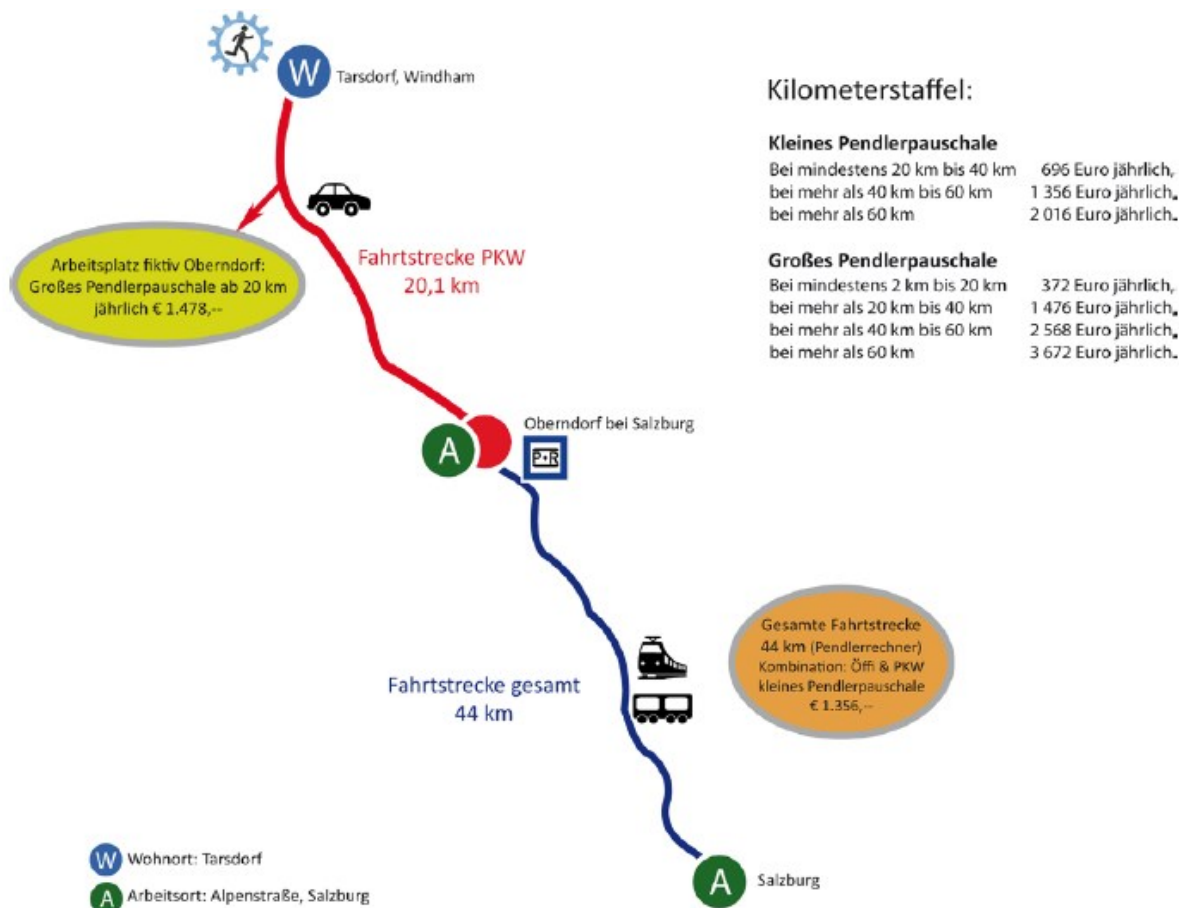 W
Tarsdorf, Windham
Kilometerstaffel:
Kleines Pendlerpauschale
Bei mindestens 20 km bis 40 km 696 Euro jährlich,
bei mehr als 40 km bis 60 km 1 356 Euro jährlich,
bei mehr als 60 km 2 016 Euro jährlich.
Großes Pendlerpauschale
Bei mindestens 2 km bis 20 km 372 Euro jährlich,
bei mehr als 20 km bis 40 km 1 476 Euro jährlich,
bei mehr als 40 km bis 60 km 2 568 Euro jährlich,
bei mehr als 60 km 3 672 Euro jährlich.
Arbeitsplatz fiktiv Oberndorf:
Großes Pendlerpauschale ab 20 km
jährlich € 1.478,--
Fahrtstrecke PKW
20,1 km
A
Oberndorf bei Salzburg
P+R
Fahrtstrecke gesamt
44 km
Gesamte Fahrtstrecke
44 km (Pendlerrechner)
Kombination: Öffi & PKW
kleines Pendlerpauschale
€ 1.356,--
A
Salzburg
W Wohnort: Tarsdorf
A Arbeitsort: Alpenstraße, Salzburg